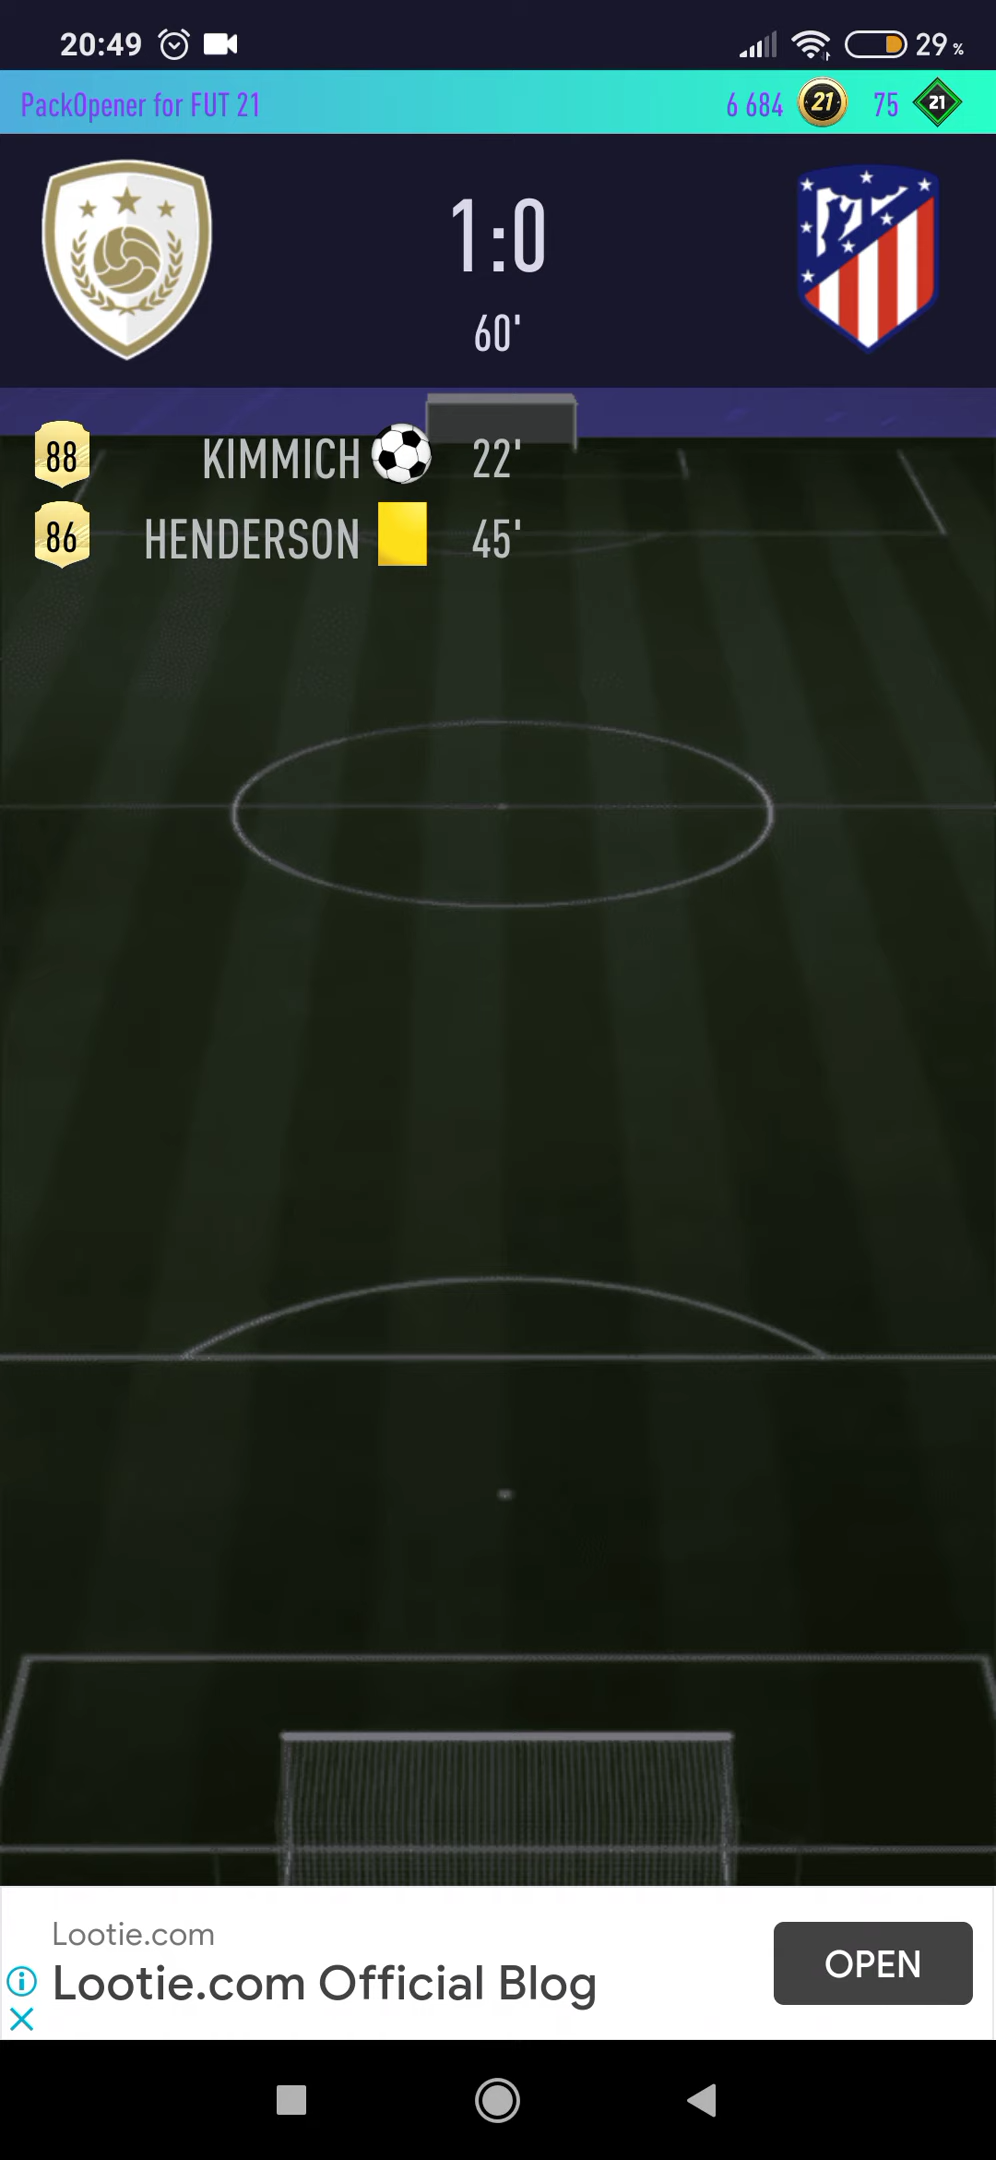 20:49 29 %
PackOpener for FUT 21 6 684 21 75 21
1:0
60'
88 KIMMICH 22'
86 HENDERSON 45'
Lootie.com
Lootie.com Official Blog
OPEN